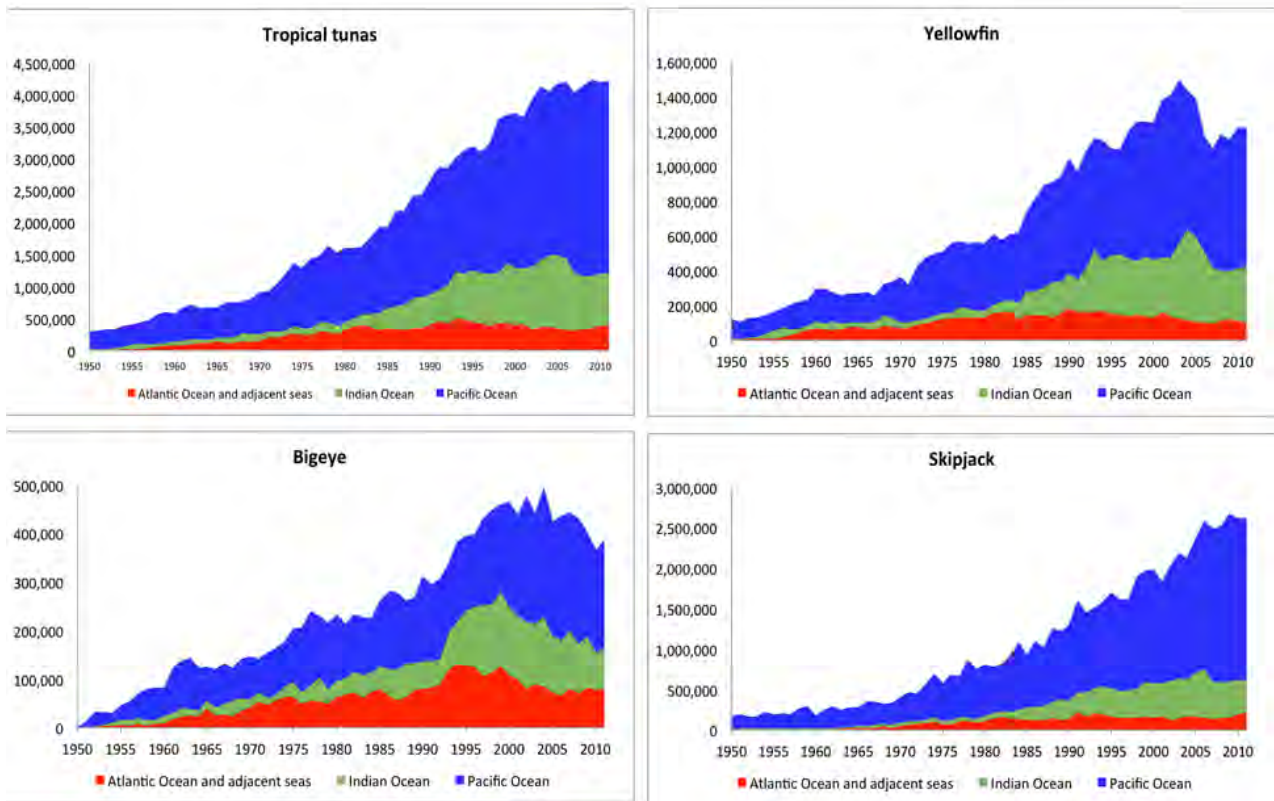 Tropical tunas
4,500,000
4,000,000
3,500,000
3,000,000
2,500,000
2,000,000
1,500,000
1,000,000
500,000
0
1950 1955 1960 1965 1970 1975 1980 1985 1990 1995 2000 2005 2010
Atlantic Ocean and adjacent seas Indian Ocean Pacific Ocean
Yellowfin
1,600,000
1,400,000
1,200,000
1,000,000
800,000
600,000
400,000
200,000
0
1950 1955 1960 1965 1970 1975 1980 1985 1990 1995 2000 2005 2010
Atlantic Ocean and adjacent seas Indian Ocean Pacific Ocean
Bigeye
500,000
400,000
300,000
200,000
100,000
0
1950 1955 1960 1965 1970 1975 1980 1985 1990 1995 2000 2005 2010
Atlantic Ocean and adjacent seas Indian Ocean Pacific Ocean
Skipjack
3,000,000
2,500,000
2,000,000
1,500,000
1,000,000
500,000
0
1950 1955 1960 1965 1970 1975 1980 1985 1990 1995 2000 2005 2010
Atlantic Ocean and adjacent seas Indian Ocean Pacific Ocean